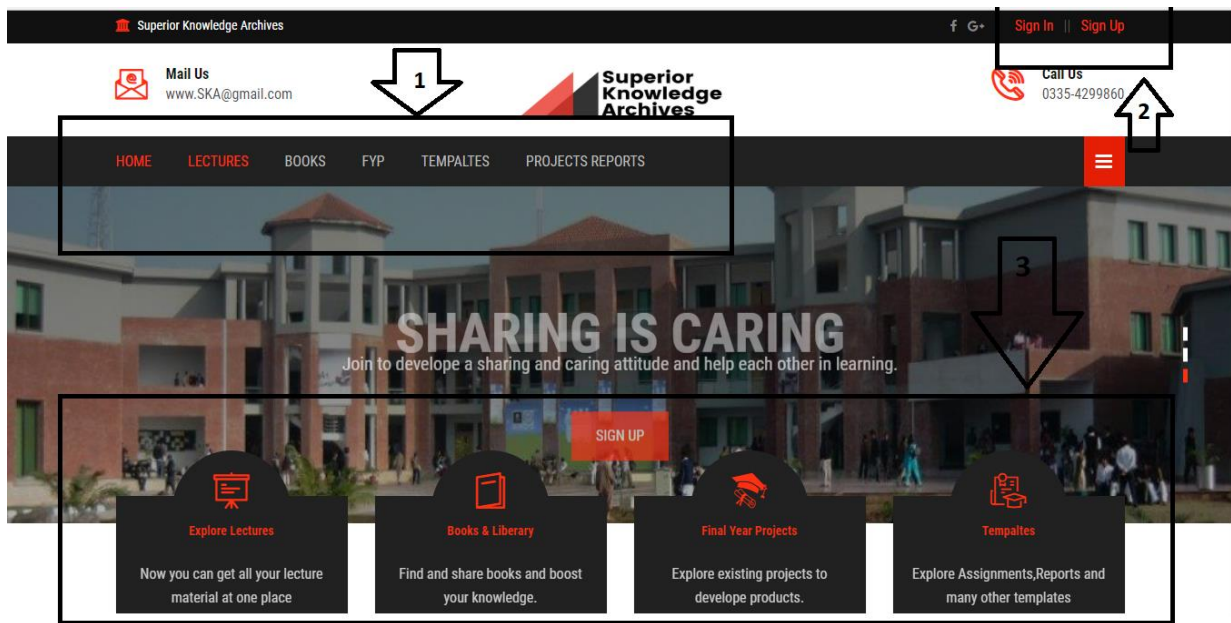 Superior Knowledge Archives
f G+ Sign In || Sign Up
Mail Us
www.SKA@gmail.com
1
Superior
Knowledge
Archives
Call Us
0335-4299860
2
HOME LECTURES BOOKS FYP TEMPALTES PROJECTS REPORTS
3
SHARING IS CARING
Join to develope a sharing and caring attitude and help each other in learning.
SIGN UP
Explore Lectures
Now you can get all your lecture
material at one place
Books & Liberary
Find and share books and boost
your knowledge.
Final Year Projects
Explore existing projects to
develope products.
Tempaltes
Explore Assignments,Reports and
many other templates